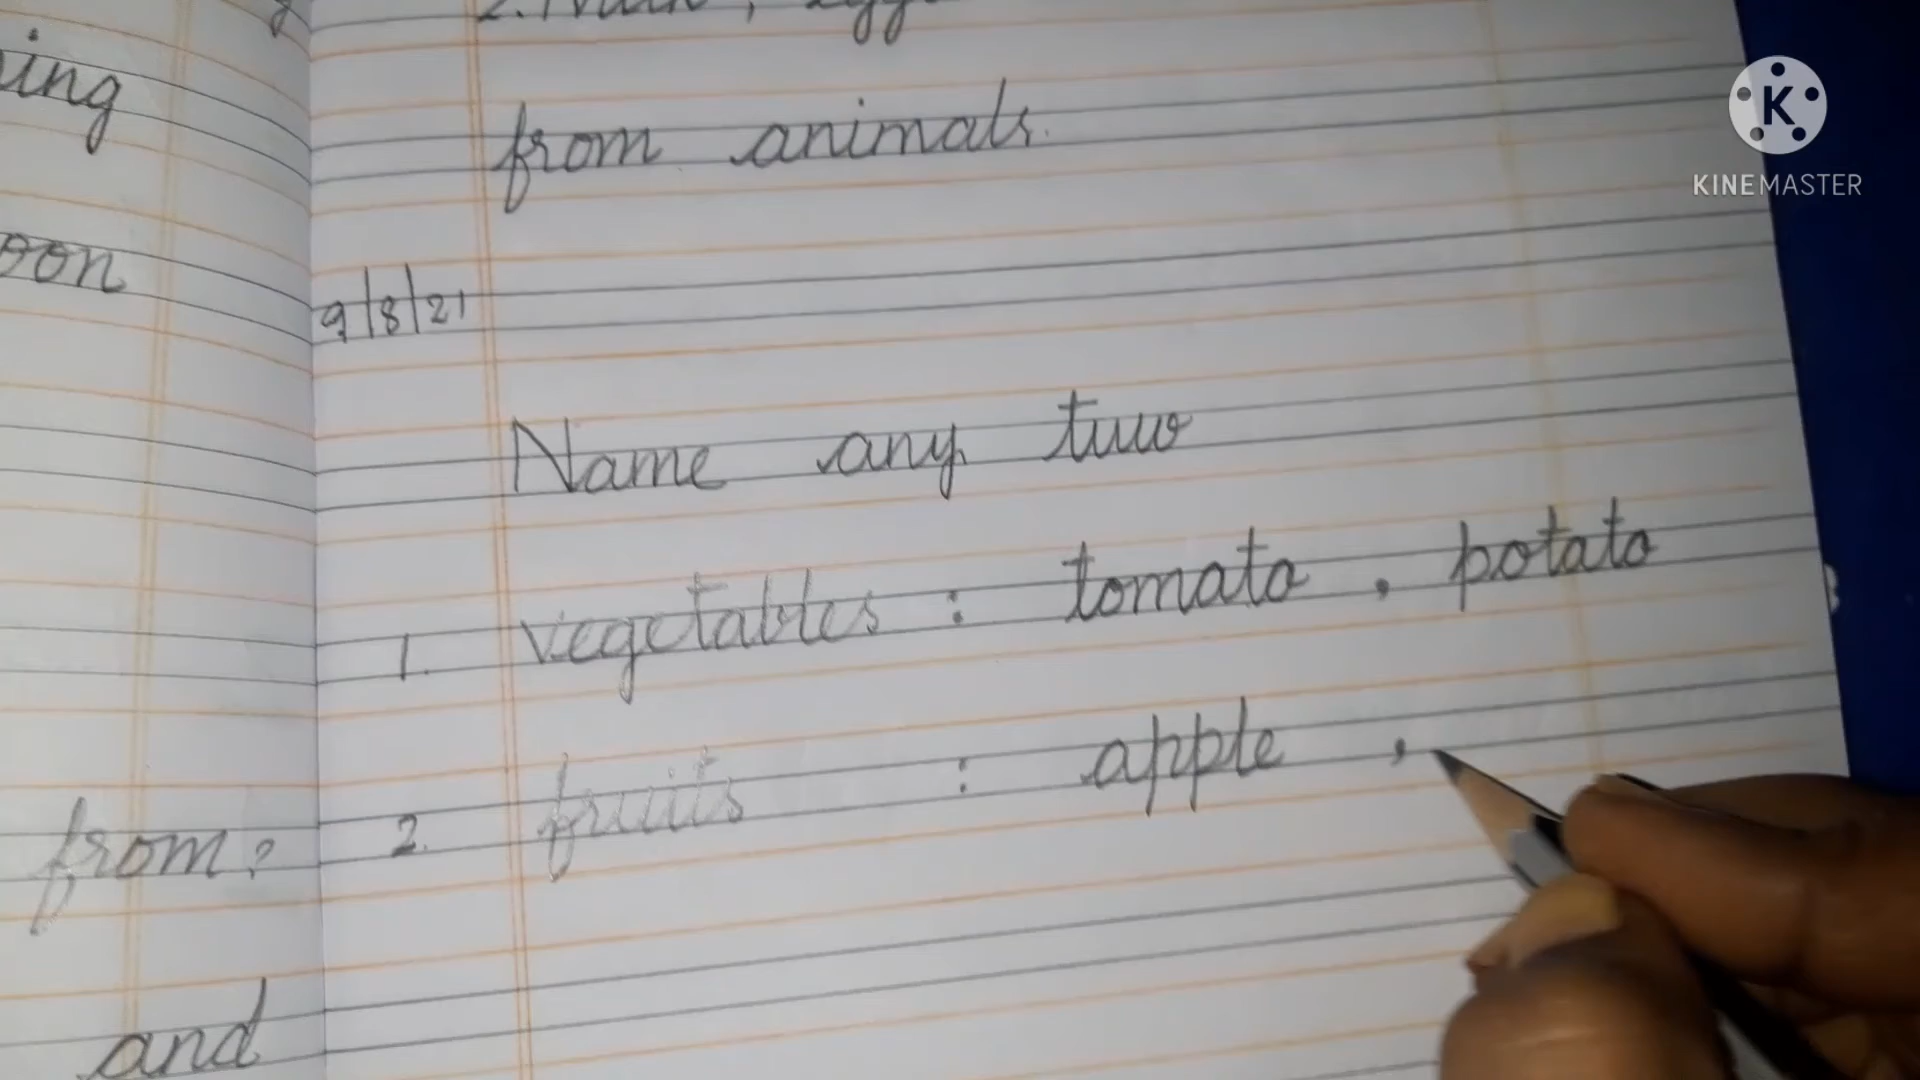 ing
from animals.
oon
9/8/21
Name any two
1. vegetables : tomato , potato
2. fruits : apple ,
from?
and
KINEMASTER